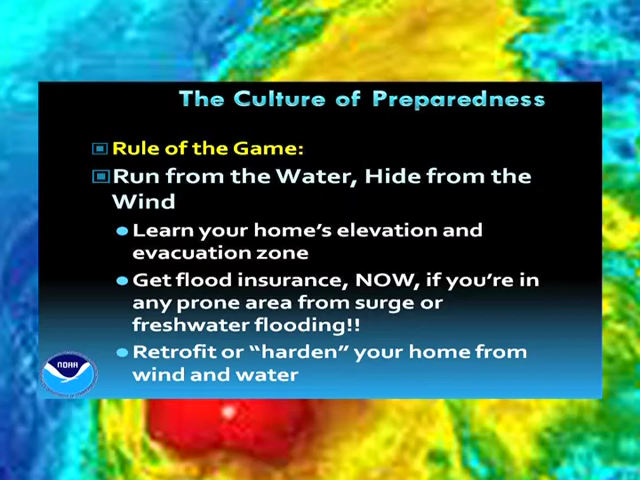 The Culture of Preparedness
Rule of the Game:
Run from the Water, Hide from the
Wind
Learn your home's elevation and
evacuation zone
Get flood insurance, NOW, if you're in
any prone area from surge or
freshwater flooding!!
Retrofit or “harden” your home from
wind and water
NOAA